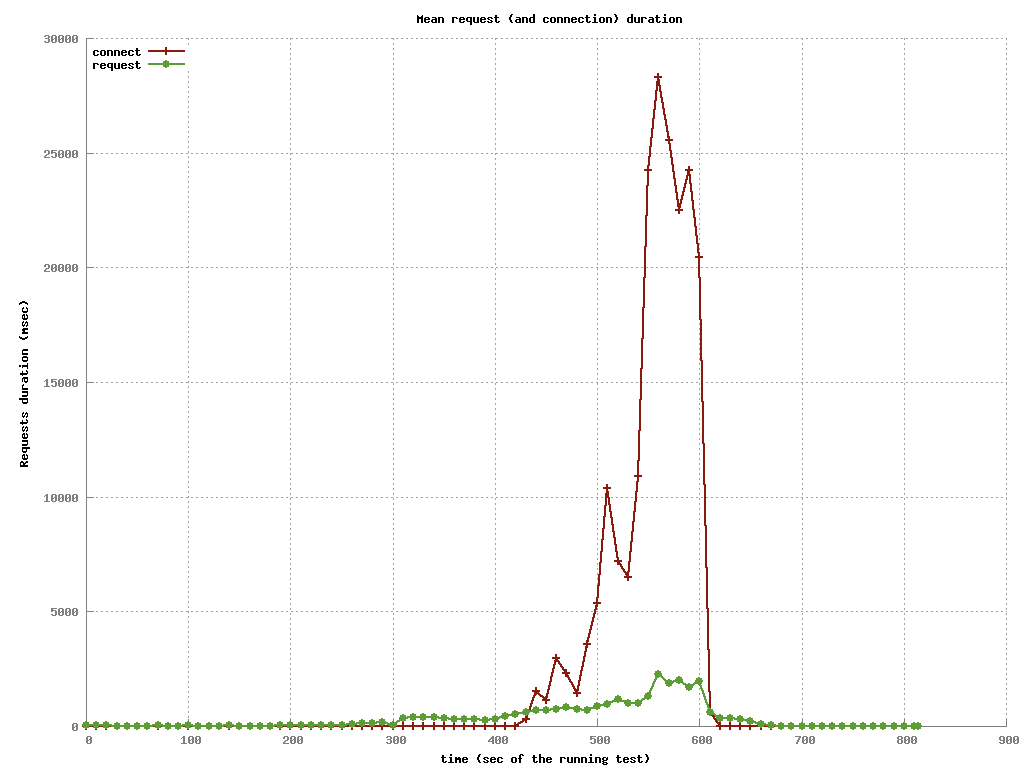 Mean request (and connection) duration
connect
request
30000
25000
20000
15000
10000
5000
0
Requests duration (msec)
0 100 200 300 400 500 600 700 800 900
time (sec of the running test)